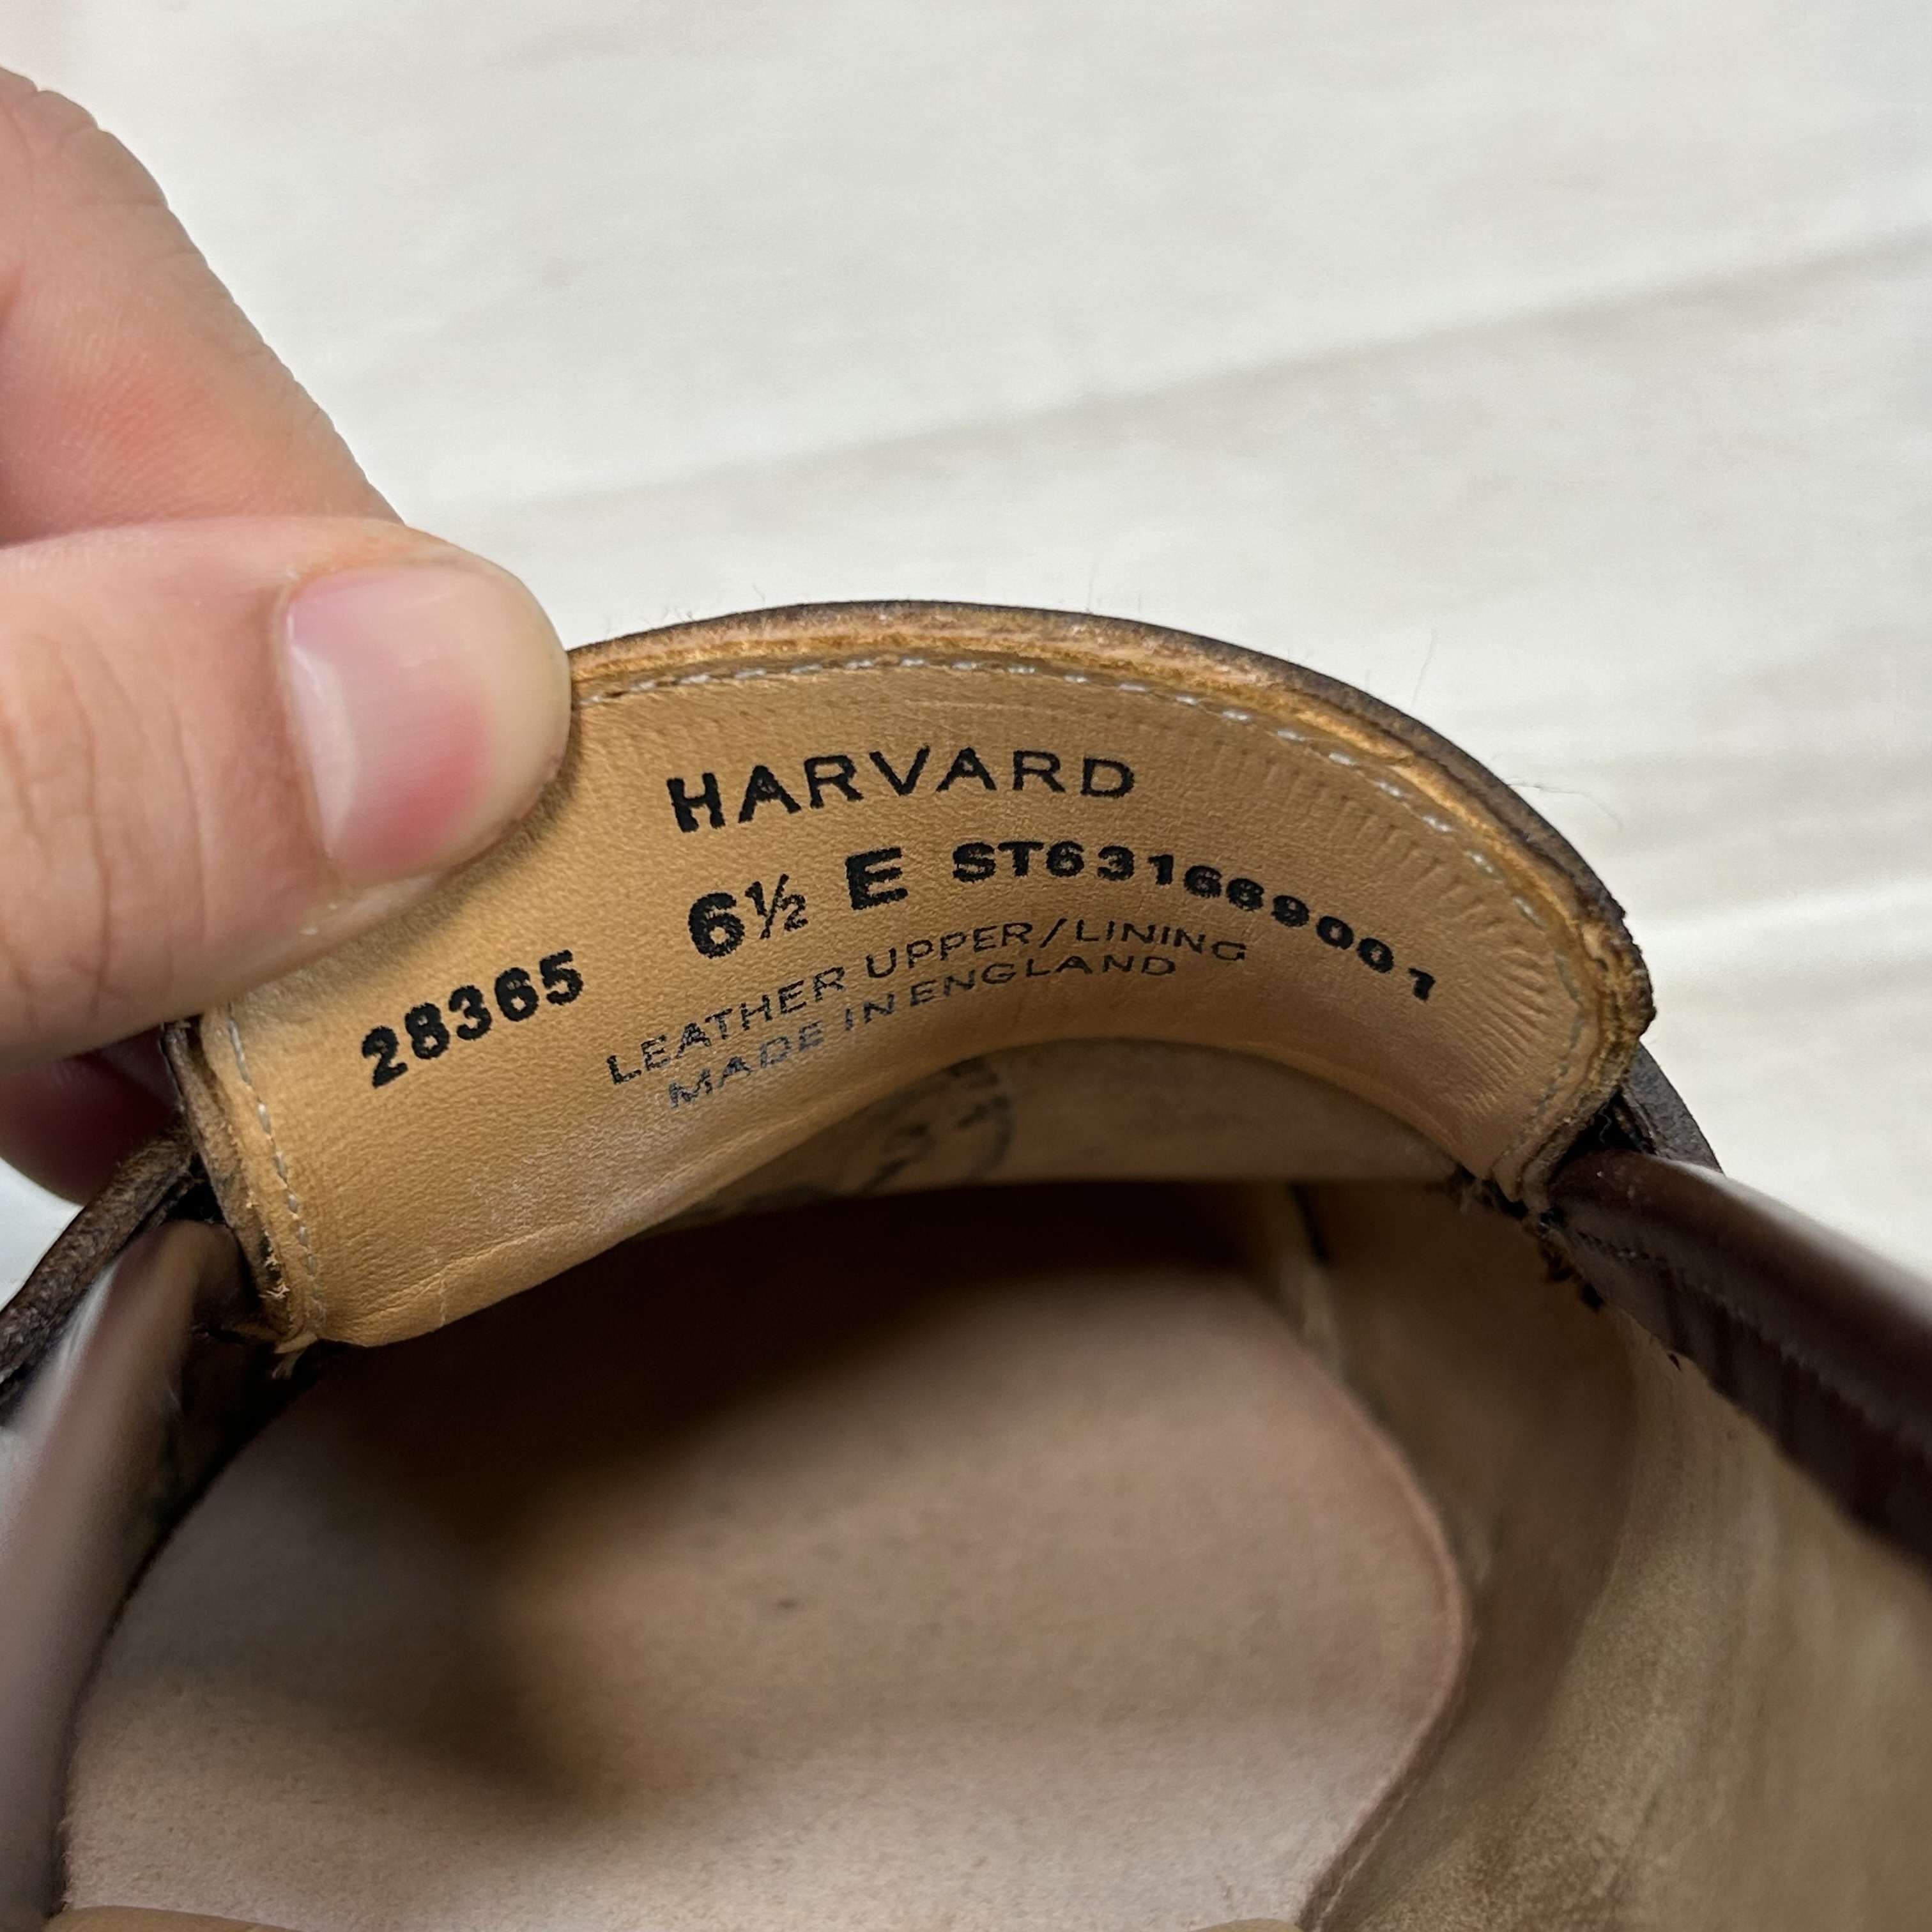 HARVARD
28365 6½ E ST631669001
LEATHER UPPER/LINING
MADE IN ENGLAND